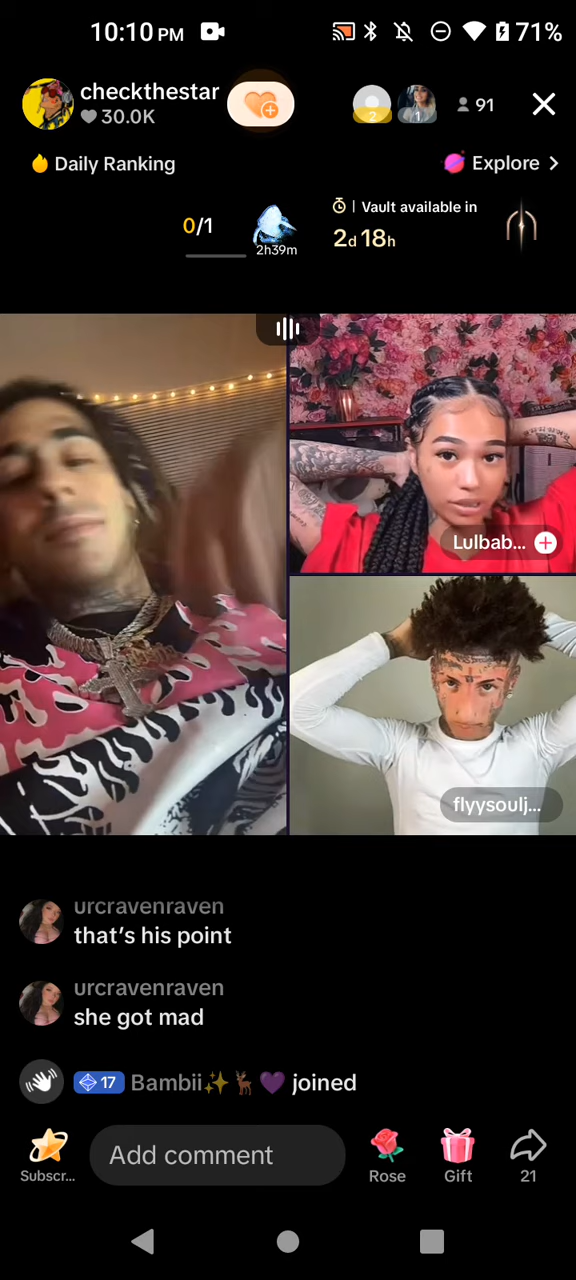 10:10 PM
71%
checkthestar
30.0K
2
1
91
Daily Ranking
Explore >
0/1
2h39m
| Vault available in
2d 18h
Lulbab...
flyysoulj...
urcravenraven
that's his point
urcravenraven
she got mad
17 Bambii✨🦌💜 joined
Subscr...
Add comment
Rose
Gift
21